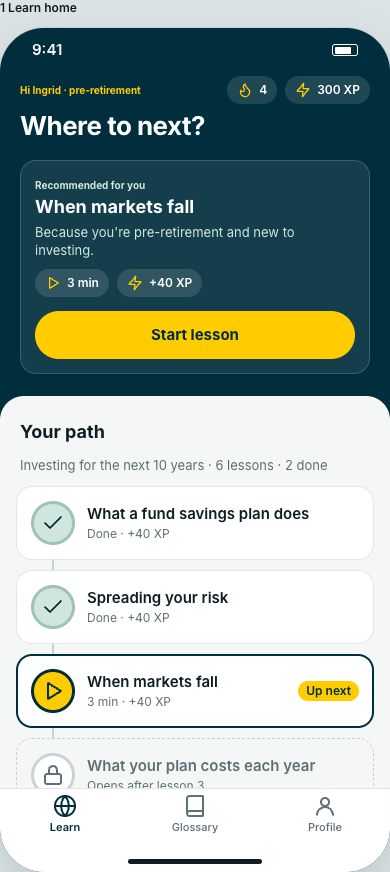 1 Learn home
9:41
Hi Ingrid · pre-retirement
4
300 XP
Where to next?
Recommended for you
When markets fall
Because you're pre-retirement and new to
investing.
3 min
+40 XP
Start lesson
Your path
Investing for the next 10 years · 6 lessons · 2 done
What a fund savings plan does
Done · +40 XP
Spreading your risk
Done · +40 XP
When markets fall
3 min · +40 XP
Up next
What your plan costs each year
Opens after lesson 3
Learn
Glossary
Profile